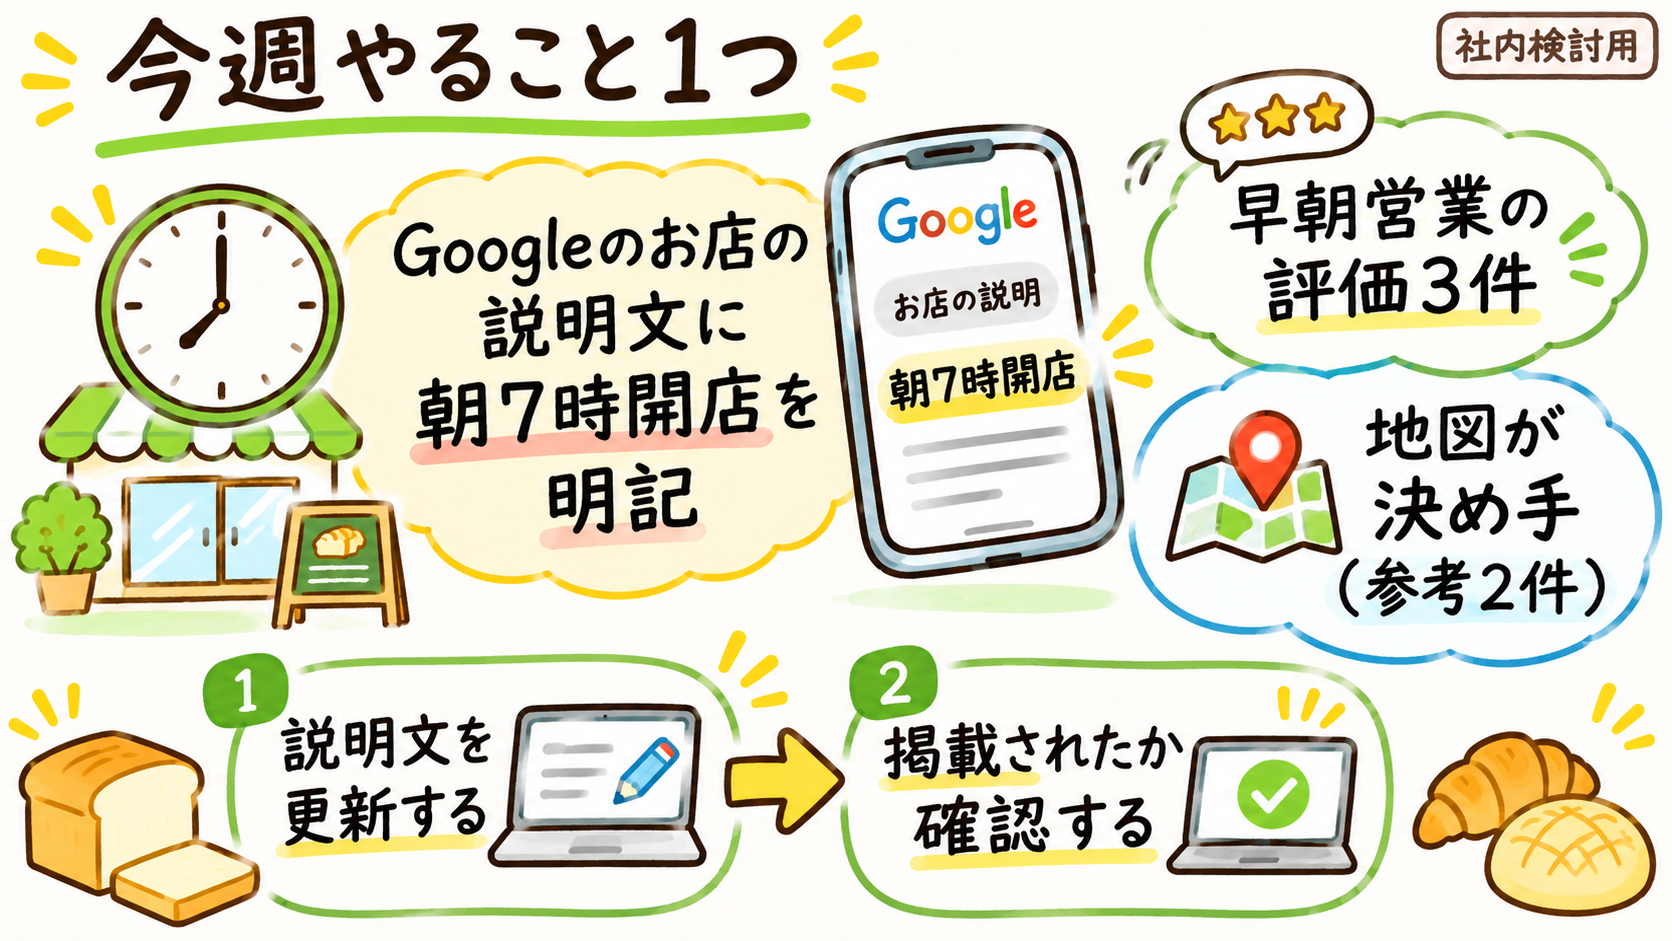 今週やること1つ
社内検討用
Googleのお店の
説明文に
朝7時開店を
明記
Google
お店の説明
朝7時開店
早朝営業の
評価3件
地図が
決め手
(参考2件)
1
説明文を
更新する
2
掲載されたか
確認する